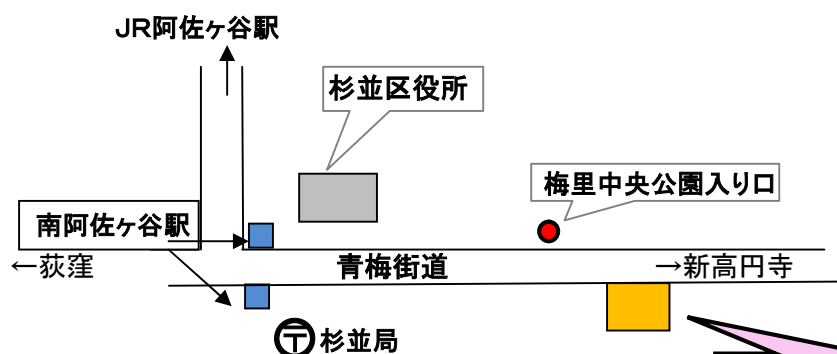 JR阿佐ヶ谷駅
杉並区役所
梅里中央公園入り口
南阿佐ヶ谷駅
←荻窪
青梅街道
→新高円寺
〒杉並局